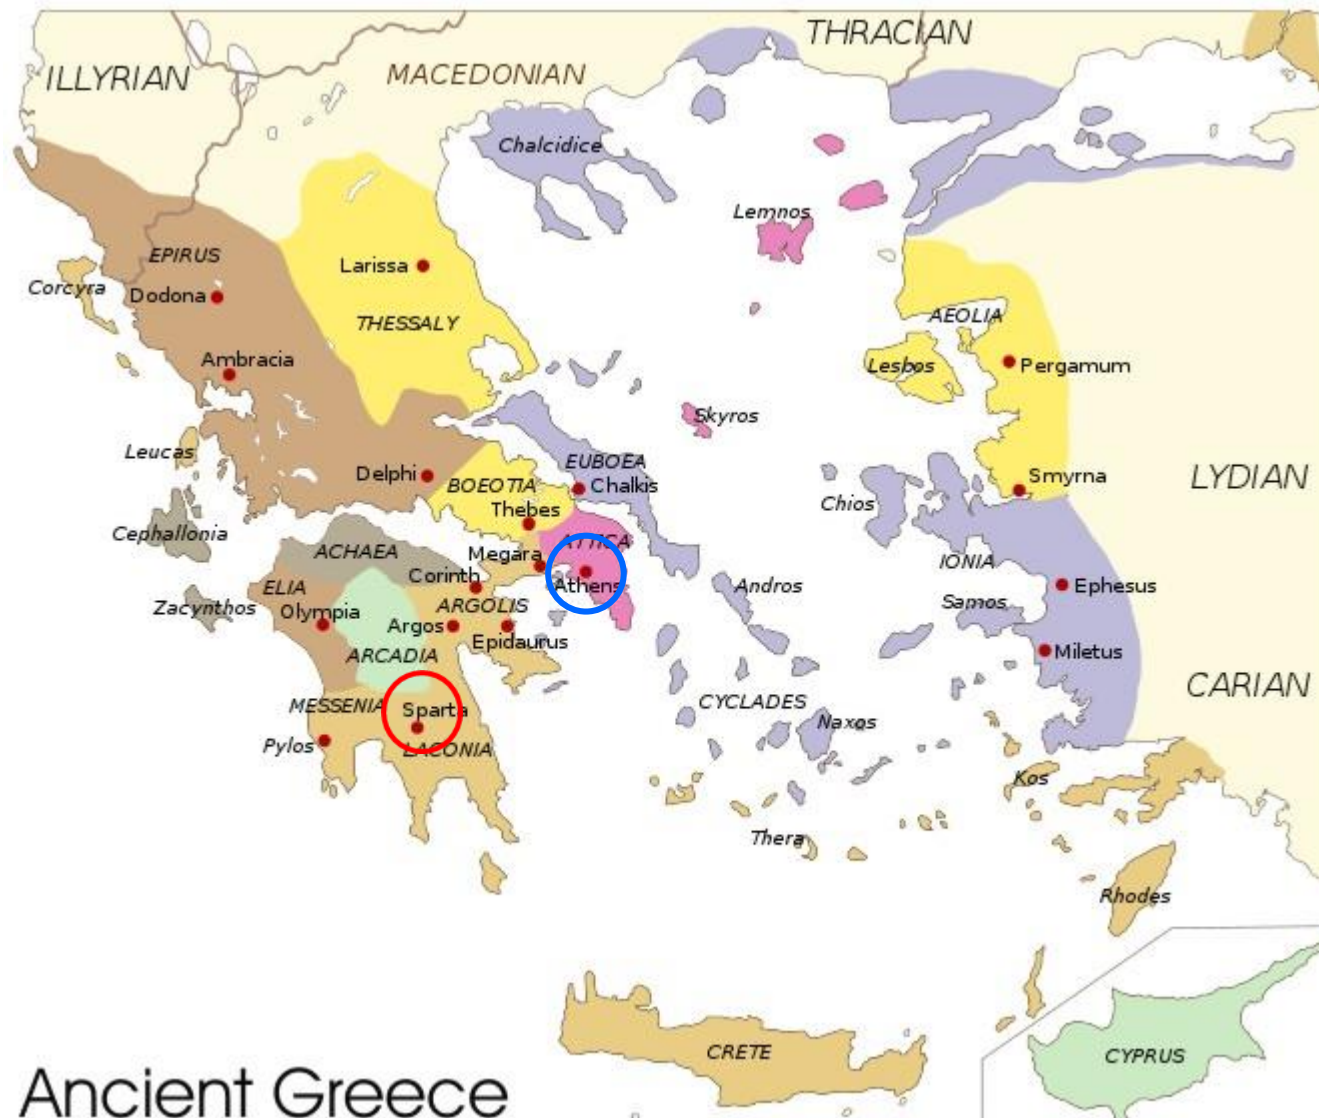 THRACIAN
ILLYRIAN
MACEDONIAN
Chalcidice
Lemnos
EPIRUS
Larissa
Corcyra
Dodona
THESSALY
AEOLIA
Ambracia
Lesbos
Pergamum
Skyros
Leucas
EUBOEA
Delphi
BOEOTIA
Chalkis
Smyrna
LYDIAN
Chios
Thebes
Cephallonia
ATTICA
ACHAEA
Megara
IONIA
Corinth
Athens
Andros
Ephesus
ELIA
Zacynthos
ARGOLIS
Samos
Olympia
Argos
Epidaurus
Miletus
ARCADIA
CARIAN
MESSENIA
Sparta
CYCLADES
Naxos
Pylos
LACONIA
Kos
Thera
Rhodes
CRETE
CYPRUS
Ancient Greece